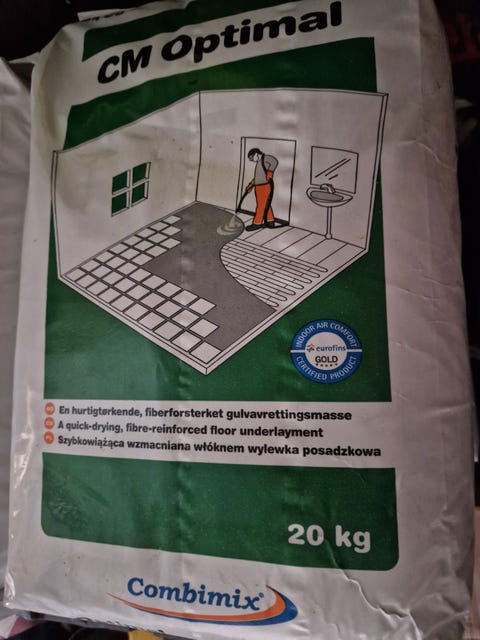 CM Optimal
INDOOR AIR COMFORT
eurofins
GOLD
CERTIFIED PRODUCT
En hurtigtørkende, fiberforsterket gulvavrettingsmasse
A quick-drying, fibre-reinforced floor underlayment
Szybkowiążąca wzmacniana włóknem wylewka posadzkowa
20 kg
Combimix®